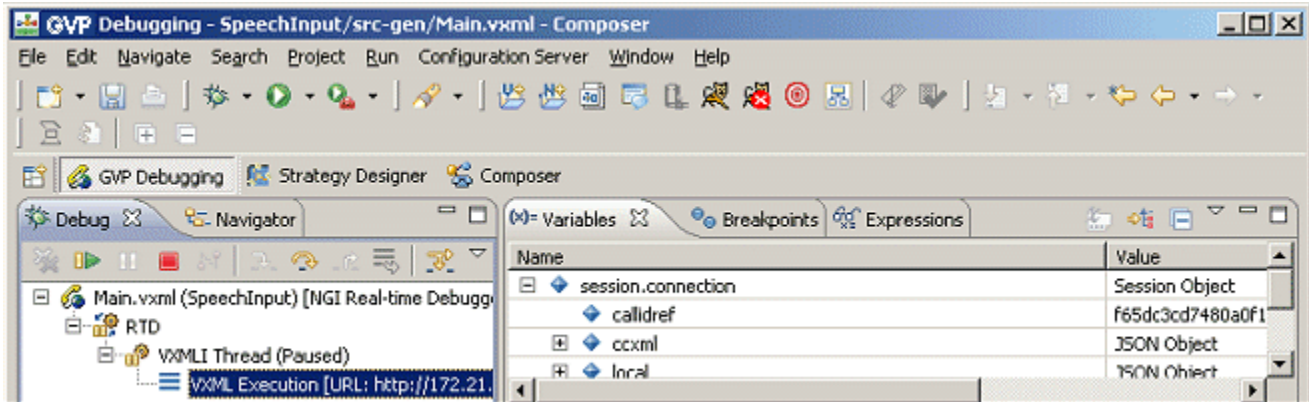 GVP Debugging - SpeechInput/src-gen/Main.vxml - Composer
File Edit Navigate Search Project Run Configuration Server Window Help
GVP Debugging Strategy Designer Composer
Debug Navigator
(x)= Variables Breakpoints Expressions
Name Value
Main.vxml (SpeechInput) [NGI Real-time Debugg
session.connection Session Object
RTD
callidref f65dc3cd7480a0f1
VXMLI Thread (Paused)
ccxml JSON Object
VXML Execution [URL: http://172.21.
local JSON Object